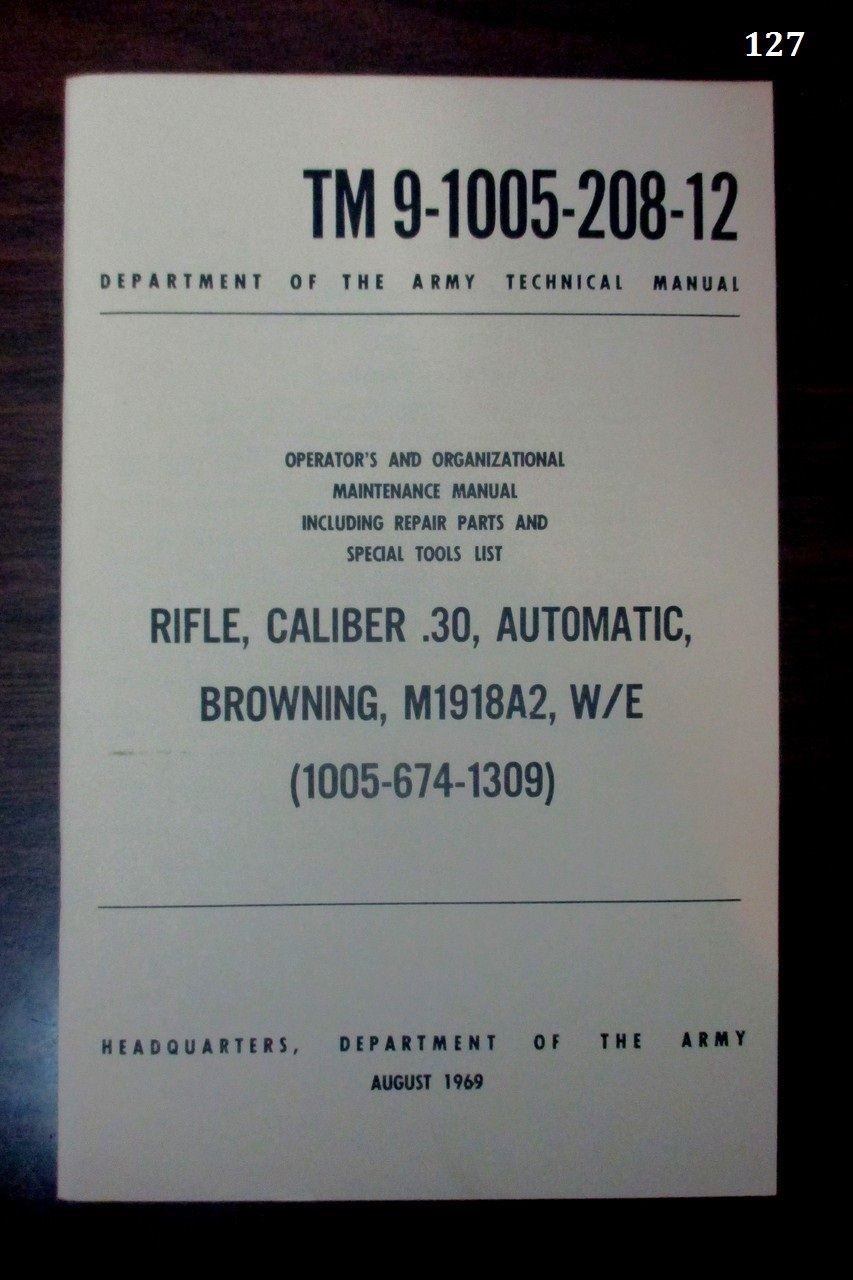 127
TM 9-1005-208-12
DEPARTMENT OF THE ARMY TECHNICAL MANUAL
OPERATOR'S AND ORGANIZATIONAL
MAINTENANCE MANUAL
INCLUDING REPAIR PARTS AND
SPECIAL TOOLS LIST
RIFLE, CALIBER .30, AUTOMATIC,
BROWNING, M1918A2, W/E
(1005-674-1309)
HEADQUARTERS, DEPARTMENT OF THE ARMY
AUGUST 1969